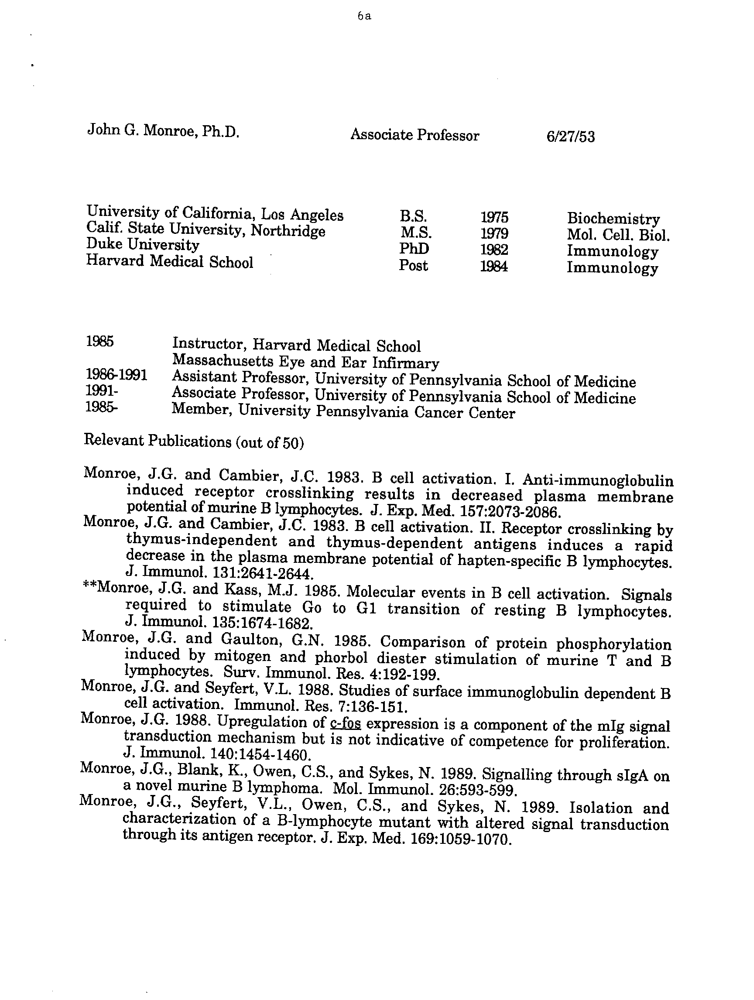 6a
John G. Monroe, Ph.D. Associate Professor 6/27/53
University of California, Los Angeles B.S. 1975 Biochemistry
Calif. State University, Northridge M.S. 1979 Mol. Cell. Biol.
Duke University PhD 1982 Immunology
Harvard Medical School Post 1984 Immunology
1985 Instructor, Harvard Medical School
Massachusetts Eye and Ear Infirmary
1986-1991 Assistant Professor, University of Pennsylvania School of Medicine
1991- Associate Professor, University of Pennsylvania School of Medicine
1985- Member, University Pennsylvania Cancer Center
Relevant Publications (out of 50)
Monroe, J.G. and Cambier, J.C. 1983. B cell activation. I. Anti-immunoglobulin
induced receptor crosslinking results in decreased plasma membrane
potential of murine B lymphocytes. J. Exp. Med. 157:2073-2086.
Monroe, J.G. and Cambier, J.C. 1983. B cell activation. II. Receptor crosslinking by
thymus-independent and thymus-dependent antigens induces a rapid
decrease in the plasma membrane potential of hapten-specific B lymphocytes.
J. Immunol. 131:2641-2644.
**Monroe, J.G. and Kass, M.J. 1985. Molecular events in B cell activation. Signals
required to stimulate Go to G1 transition of resting B lymphocytes.
J. Immunol. 135:1674-1682.
Monroe, J.G. and Gaulton, G.N. 1985. Comparison of protein phosphorylation
induced by mitogen and phorbol diester stimulation of murine T and B
lymphocytes. Surv. Immunol. Res. 4:192-199.
Monroe, J.G. and Seyfert, V.L. 1988. Studies of surface immunoglobulin dependent B
cell activation. Immunol. Res. 7:136-151.
Monroe, J.G. 1988. Upregulation of c-fos expression is a component of the mIg signal
transduction mechanism but is not indicative of competence for proliferation.
J. Immunol. 140:1454-1460.
Monroe, J.G., Blank, K., Owen, C.S., and Sykes, N. 1989. Signalling through sIgA on
a novel murine B lymphoma. Mol. Immunol. 26:593-599.
Monroe, J.G., Seyfert, V.L., Owen, C.S., and Sykes, N. 1989. Isolation and
characterization of a B-lymphocyte mutant with altered signal transduction
through its antigen receptor. J. Exp. Med. 169:1059-1070.